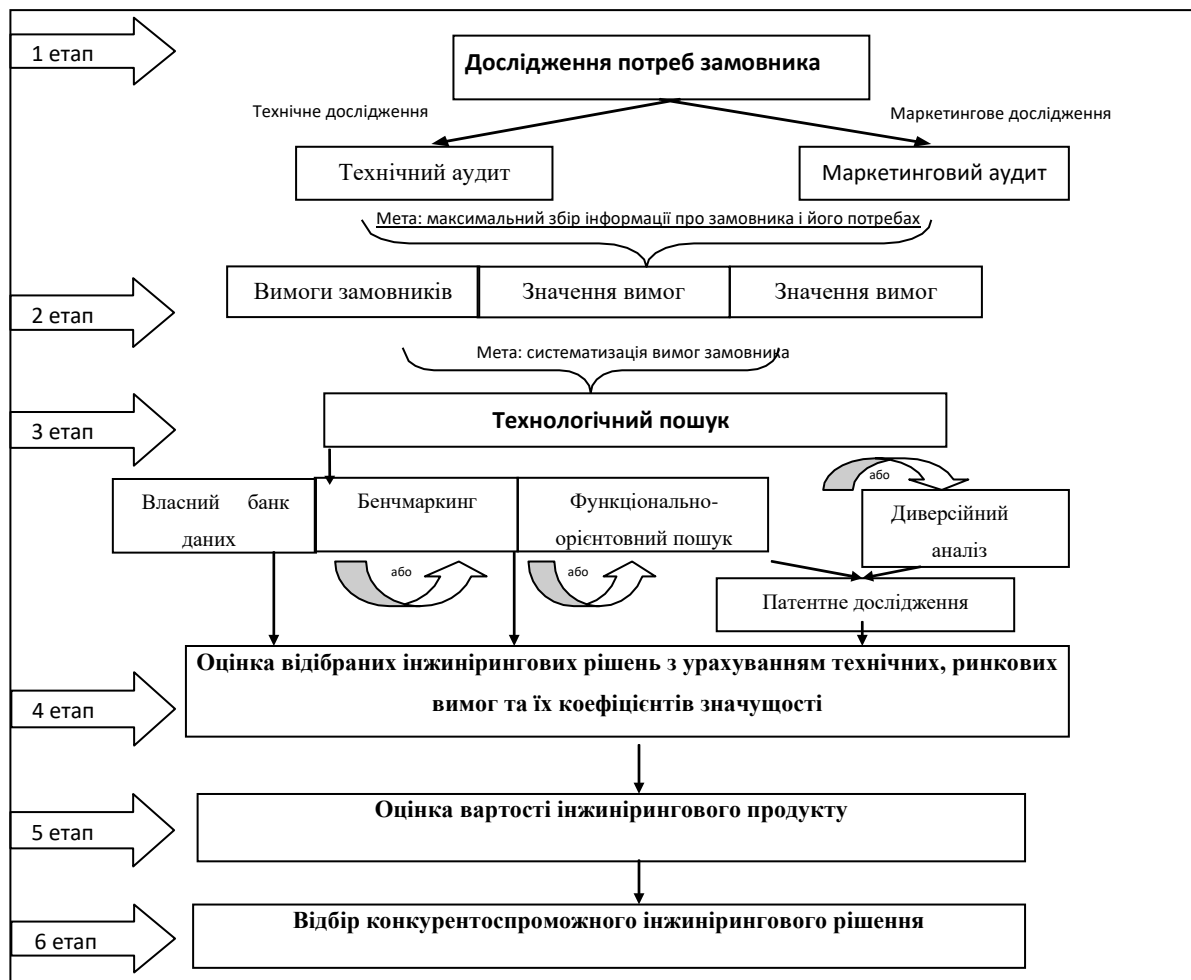 1 етап
Дослідження потреб замовника
Технічне дослідження
Маркетингове дослідження
Технічний аудит
Маркетинговий аудит
Мета: максимальний збір інформації про замовника і його потребах
2 етап
Вимоги замовників
Значення вимог
Значення вимог
Мета: систематизація вимог замовника
3 етап
Технологічний пошук
або
Власний банк
даних
Бенчмаркинг
Функціонально-
орієнтовний пошук
Диверсійний
аналіз
або
або
Патентне дослідження
4 етап
Оцінка відібраних інжинірингових рішень з урахуванням технічних, ринкових
вимог та їх коефіцієнтів значущості
5 етап
Оцінка вартості інжинірингового продукту
6 етап
Відбір конкурентоспроможного інжинірингового рішення